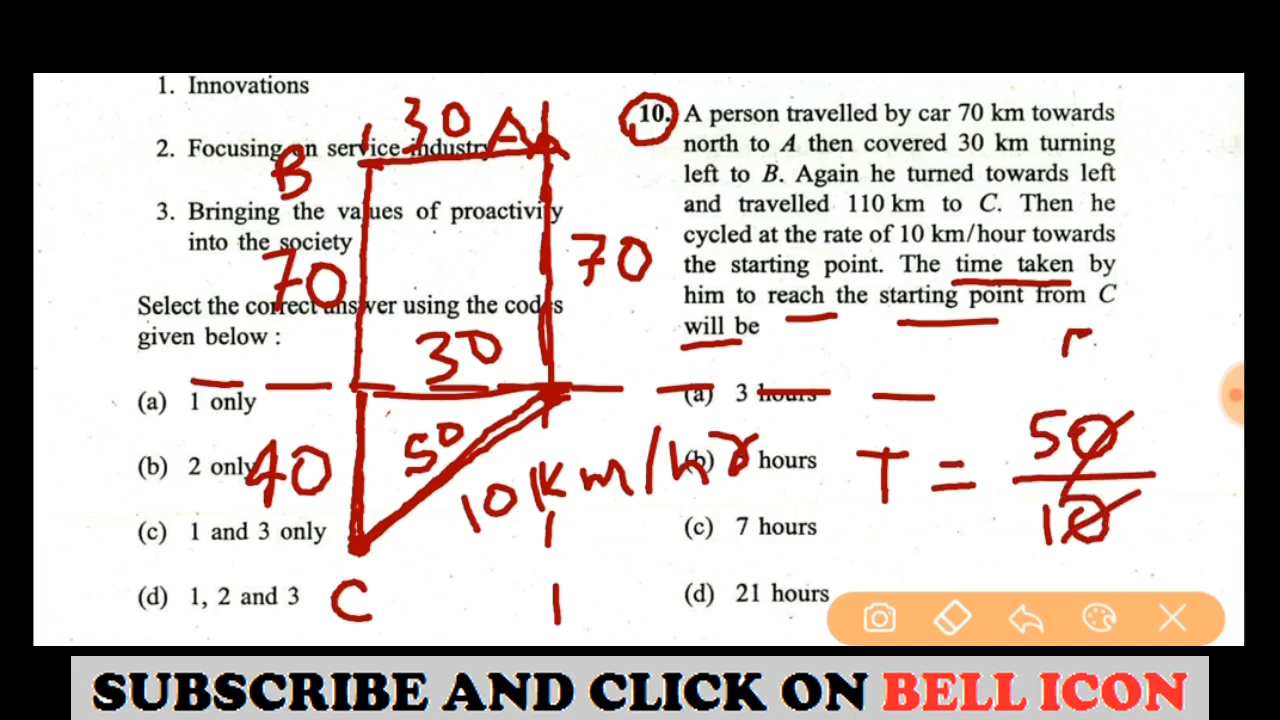 1. Innovations
2. Focusing on service industry
3. Bringing the values of proactivity
into the society
Select the correct answer using the codes
given below :
(a) 1 only
(b) 2 only
(c) 1 and 3 only
(d) 1, 2 and 3
30 A
B
70
70
30
40
50
10 Km/hr
C
10. A person travelled by car 70 km towards
north to A then covered 30 km turning
left to B. Again he turned towards left
and travelled 110 km to C. Then he
cycled at the rate of 10 km/hour towards
the starting point. The time taken by
him to reach the starting point from C
will be
(a) 3 hours
(b) hours
(c) 7 hours
(d) 21 hours
T = 50
10
SUBSCRIBE AND CLICK ON BELL ICON